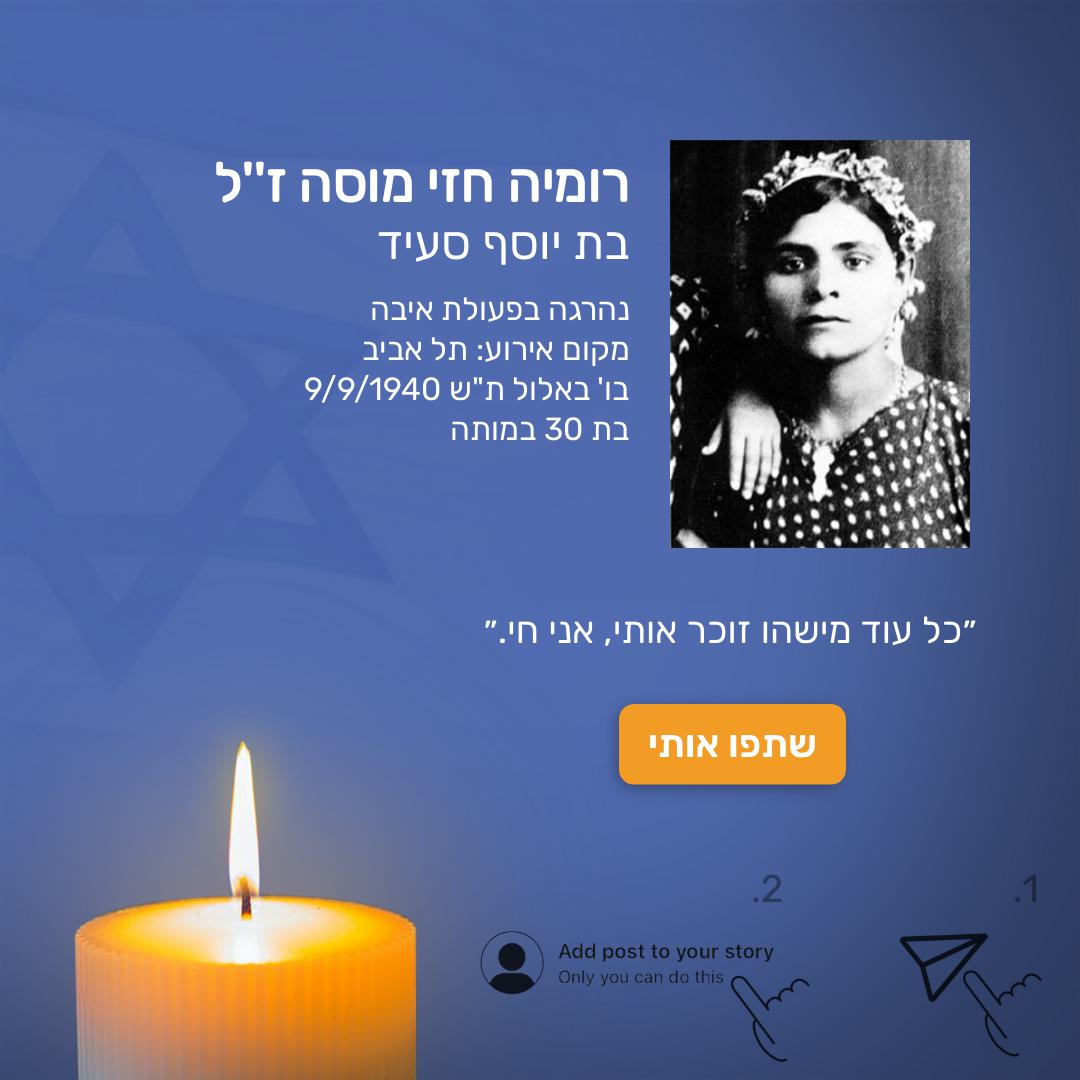 רומיה חזי מוסה ז"ל
בת יוסף סעיד
נהרגה בפעולת איבה
מקום אירוע: תל אביב
בו' באלול ת"ש 9/9/1940
בת 30 במותה
״כל עוד מישהו זוכר אותי, אני חי.״
שתפו אותי
1.
2.
Add post to your story
Only you can do this